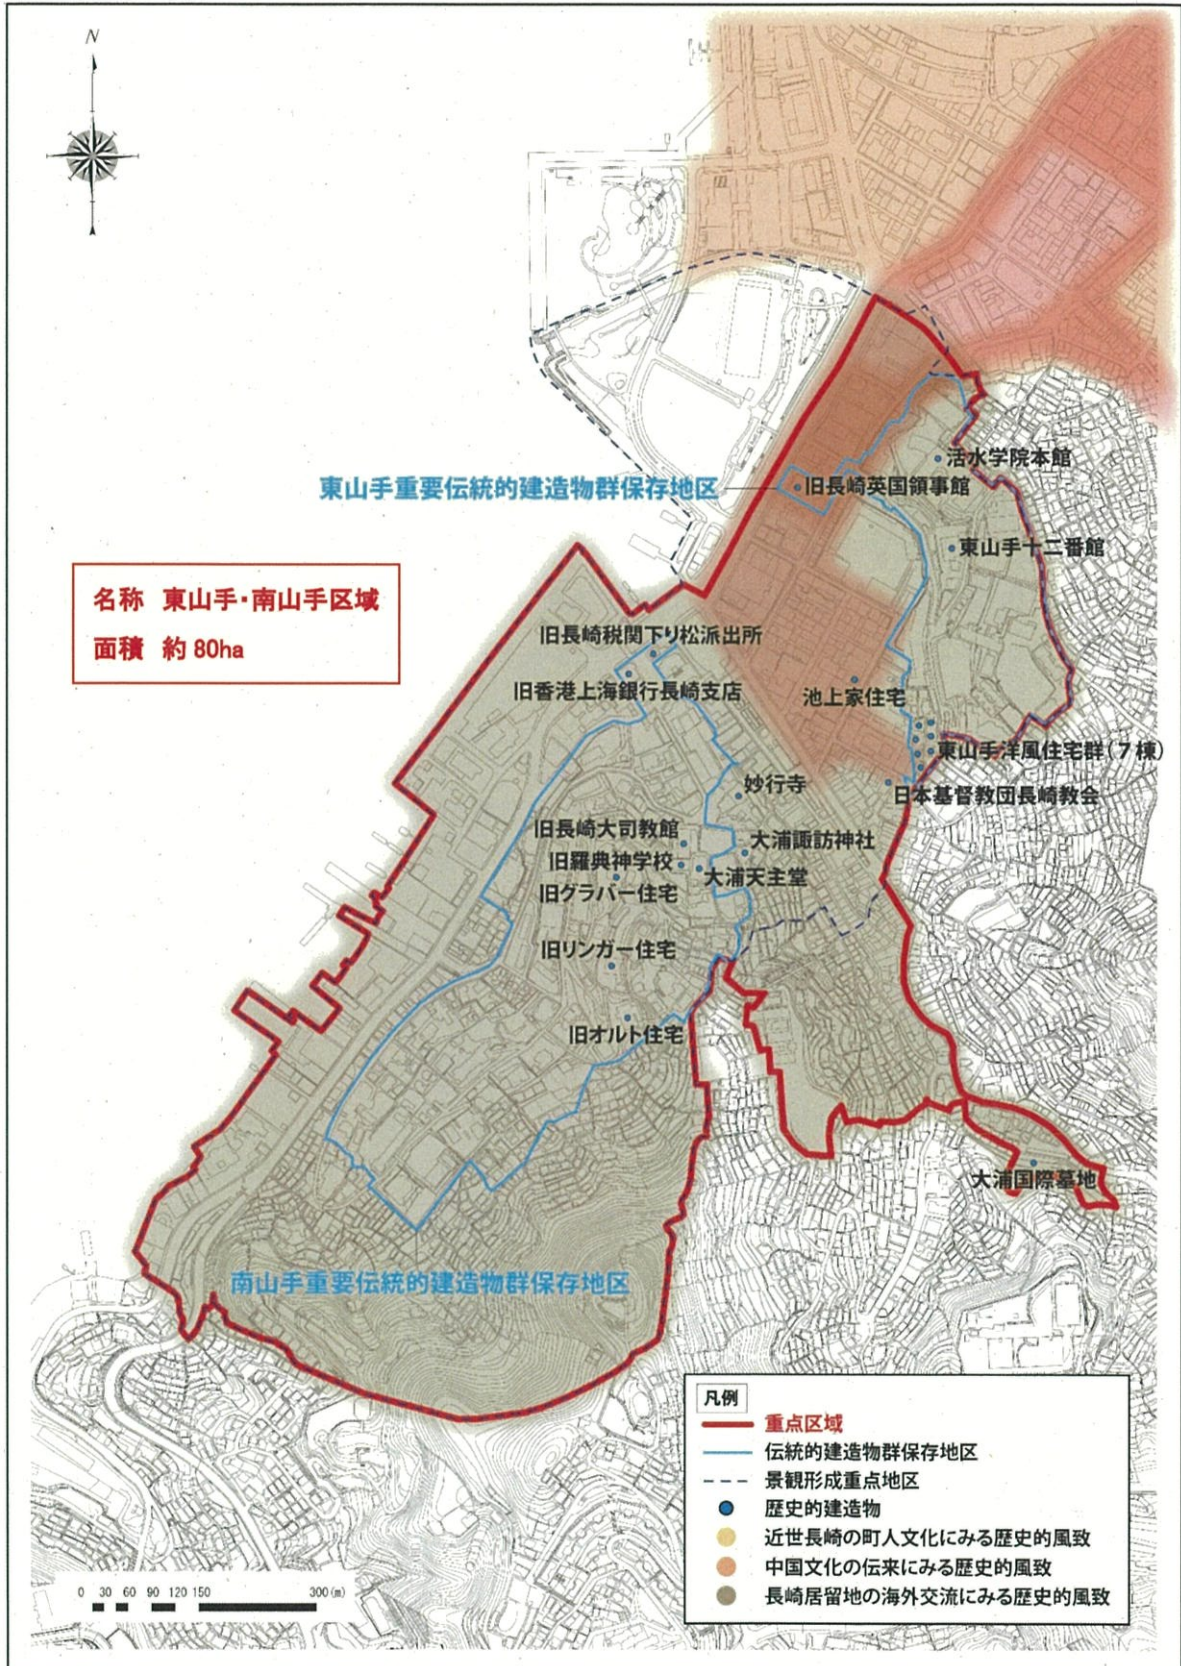 N
東山手重要伝統的建造物群保存地区
活水学院本館
旧長崎英国領事館
東山手十二番館
名称 東山手・南山手区域
面積 約80ha
旧長崎税関下り松派出所
旧香港上海銀行長崎支店
池上家住宅
東山手洋風住宅群(7棟)
日本基督教団長崎教会
妙行寺
旧長崎大司教館
大浦諏訪神社
旧羅典神学校
大浦天主堂
旧グラバー住宅
旧リンガー住宅
旧オルト住宅
大浦国際墓地
南山手重要伝統的建造物群保存地区
凡例
重点区域
伝統的建造物群保存地区
景観形成重点地区
歴史的建造物
近世長崎の町人文化にみる歴史的風致
中国文化の伝来にみる歴史的風致
長崎居留地の海外交流にみる歴史的風致
0 30 60 90 120 150 300(m)